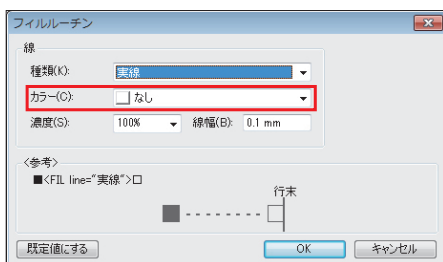 フィルルーチン
線
種類(K): 実線
カラー(C): なし
濃度(S): 100% 線幅(B): 0.1 mm
<参考>
■<FIL line="実線">□
行末
既定値にする OK キャンセル